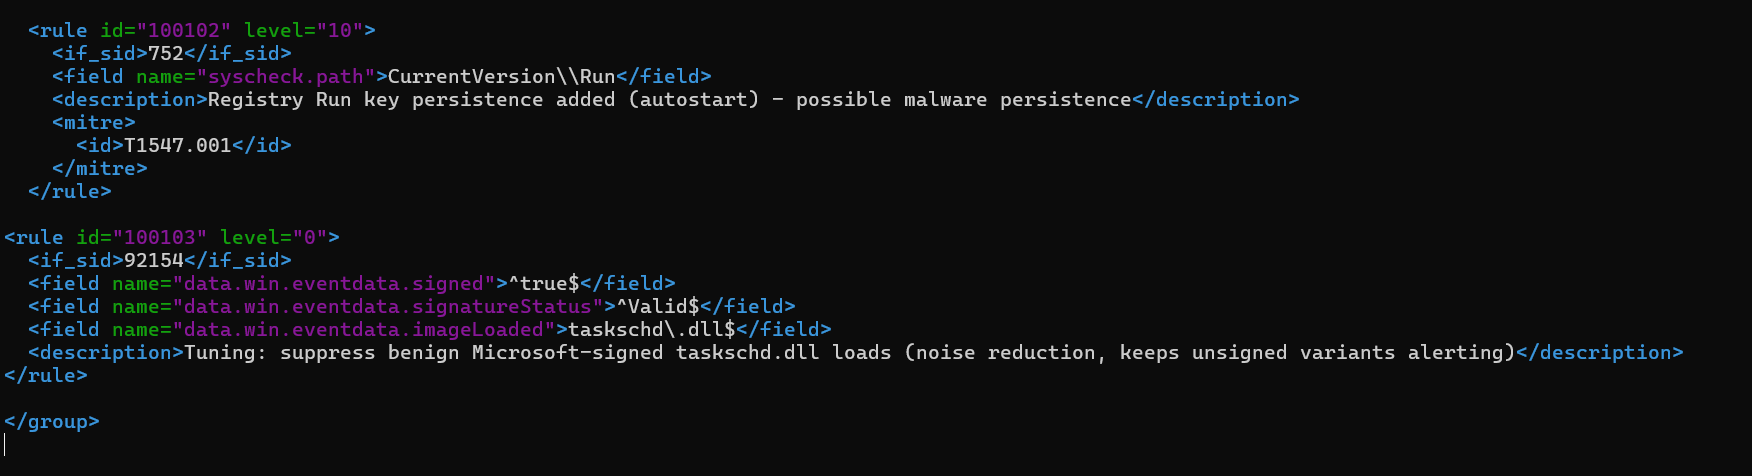 <rule id="100102" level="10">
<if_sid>752</if_sid>
<field name="syscheck.path">CurrentVersion\\Run</field>
<description>Registry Run key persistence added (autostart) - possible malware persistence</description>
<mitre>
<id>T1547.001</id>
</mitre>
</rule>
<rule id="100103" level="0">
<if_sid>92154</if_sid>
<field name="data.win.eventdata.signed">^true$</field>
<field name="data.win.eventdata.signatureStatus">^Valid$</field>
<field name="data.win.eventdata.imageLoaded">taskschd\.dll$</field>
<description>Tuning: suppress benign Microsoft-signed taskschd.dll loads (noise reduction, keeps unsigned variants alerting)</description>
</rule>
</group>